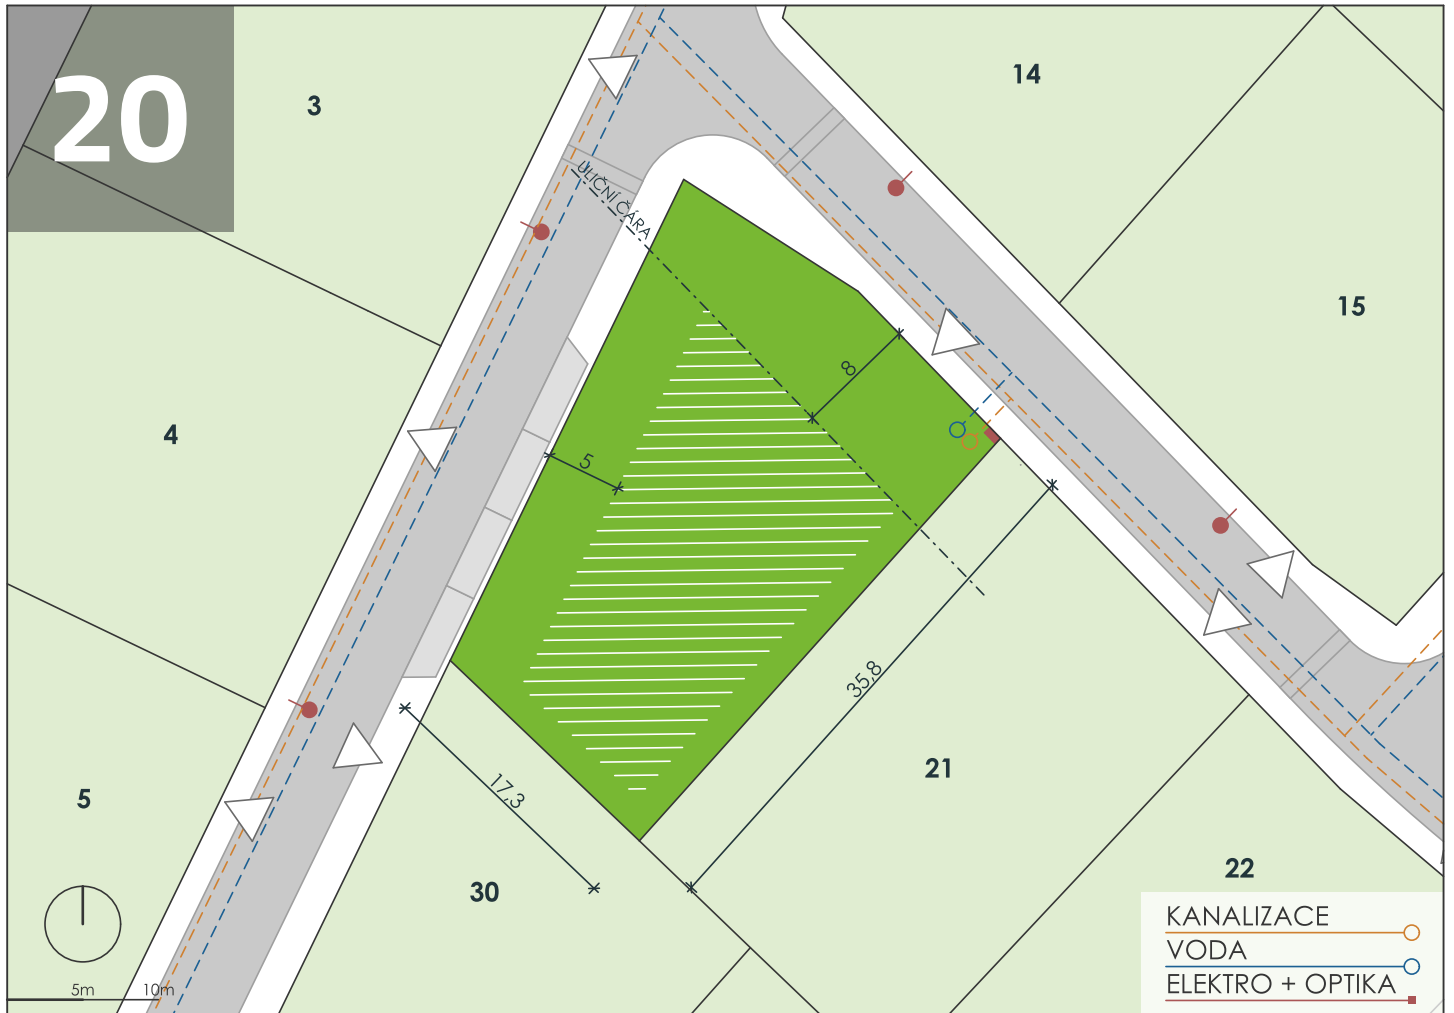 20
3
14
ULIČNÍ ČÁRA
15
8
4
5
35,8
21
17,3
5
30
22
KANALIZACE
VODA
ELEKTRO + OPTIKA
5m 10m